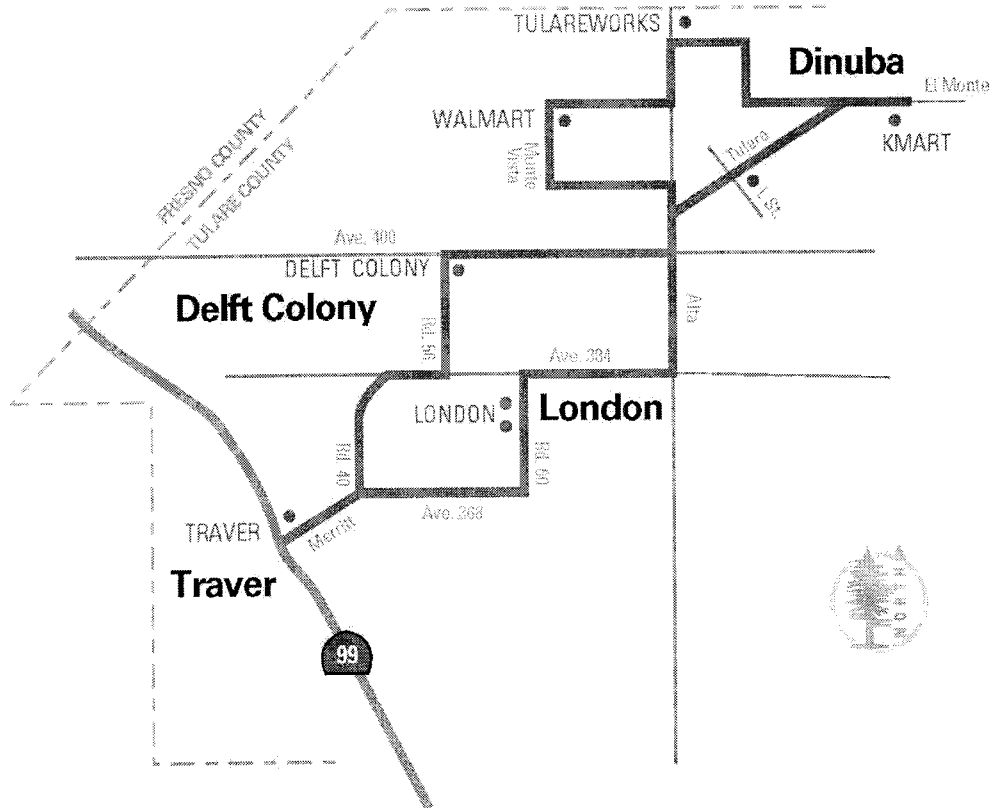 TULAREWORKS
Dinuba
El Monte
WALMART
KMART
Monte
Vista
Tulare
L St.
FRESNO COUNTY
TULARE COUNTY
Ave. 400
DELFT COLONY
Delft Colony
Alta
Rd. 56
Ave. 384
LONDON
London
Rd. 40
Rd. 60
Ave. 368
TRAVER
Merritt
Traver
99
NORTH